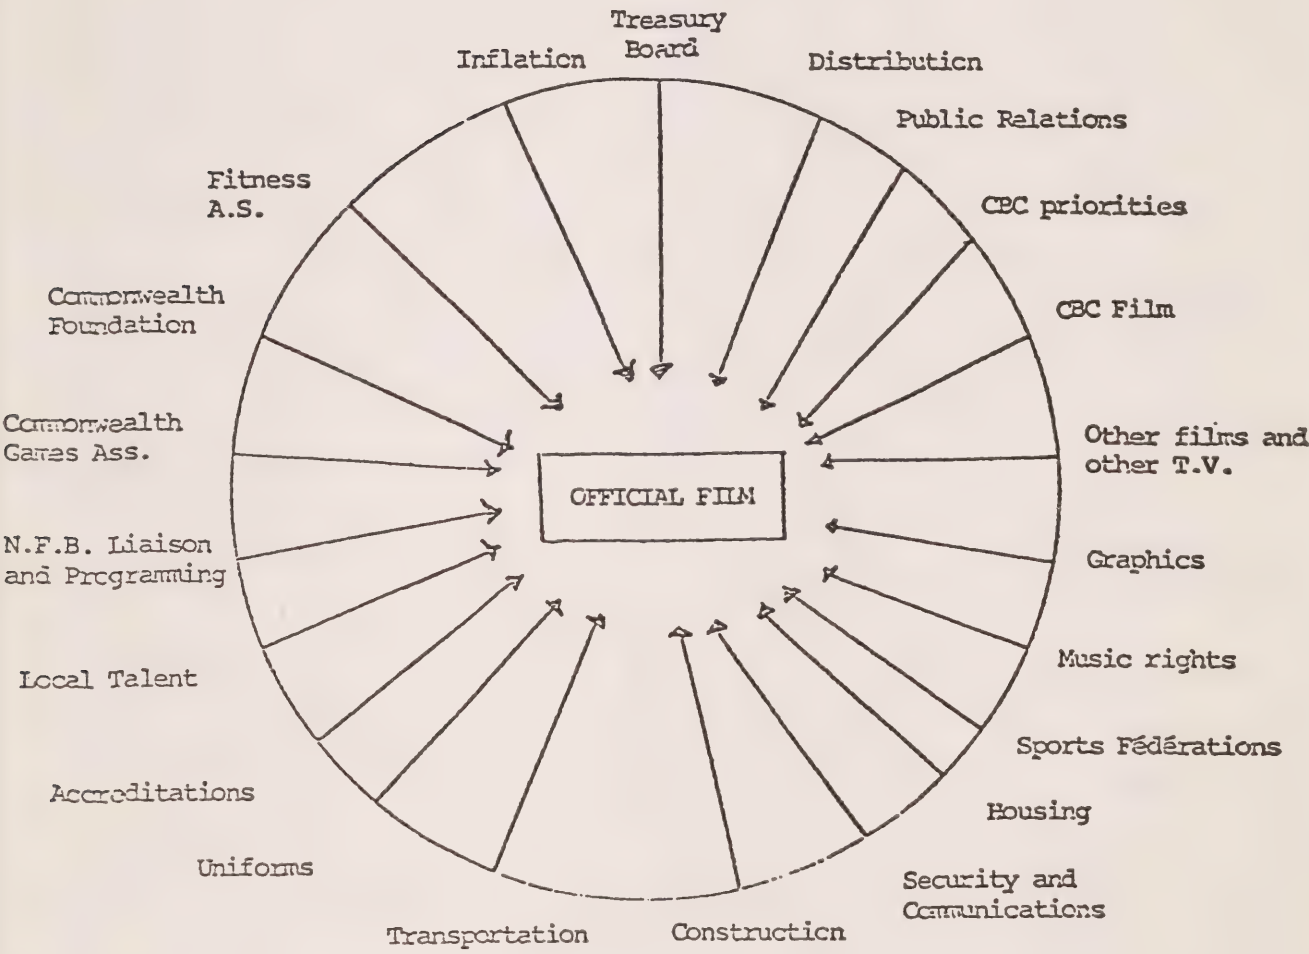 Treasury
Board
Inflation
Distribution
Public Relations
Fitness
A.S.
CBC priorities
Commonwealth
Foundation
CBC Film
Commonwealth
Games Ass.
Other films and
other T.V.
OFFICIAL FILM
N.F.B. Liaison
and Programming
Graphics
Local Talent
Music rights
Sports Fédérations
Accreditations
Housing
Uniforms
Security and
Communications
Transportation
Construction